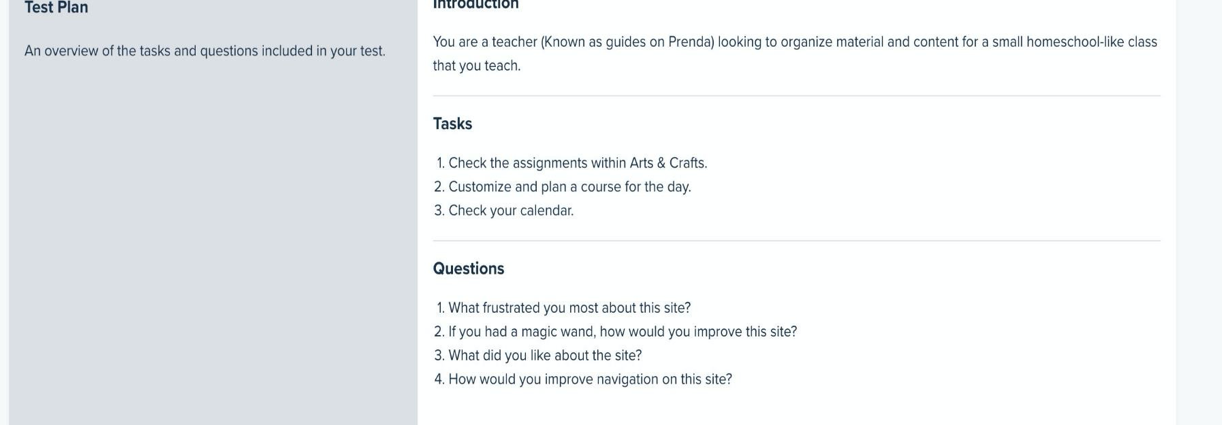 Test Plan
An overview of the tasks and questions included in your test.
Introduction
You are a teacher (Known as guides on Prenda) looking to organize material and content for a small homeschool-like class
that you teach.
Tasks
1. Check the assignments within Arts & Crafts.
2. Customize and plan a course for the day.
3. Check your calendar.
Questions
1. What frustrated you most about this site?
2. If you had a magic wand, how would you improve this site?
3. What did you like about the site?
4. How would you improve navigation on this site?